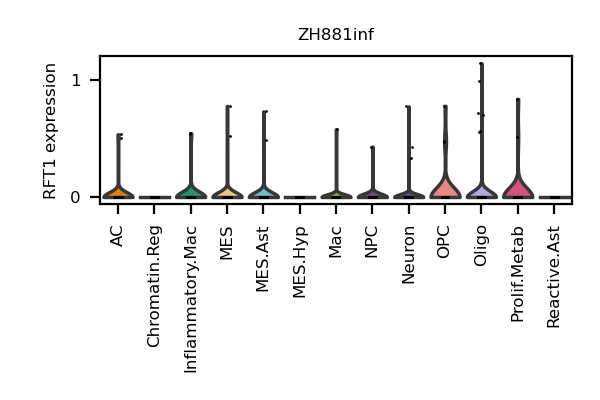 ZH881inf
RFT1 expression
1
0
AC
Chromatin.Reg
Inflammatory.Mac
MES
MES.Ast
MES.Hyp
Mac
NPC
Neuron
OPC
Oligo
Prolif.Metab
Reactive.Ast